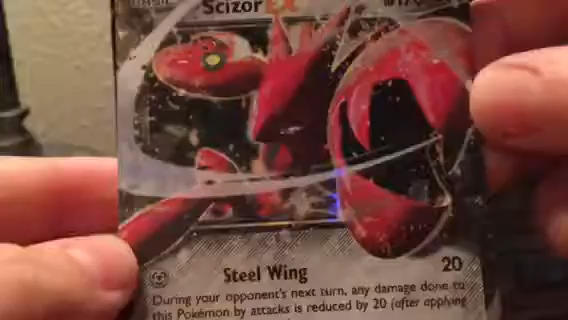 Scizor EX
Steel Wing 20
During your opponent's next turn, any damage done to
this Pokémon by attacks is reduced by 20 (after applying